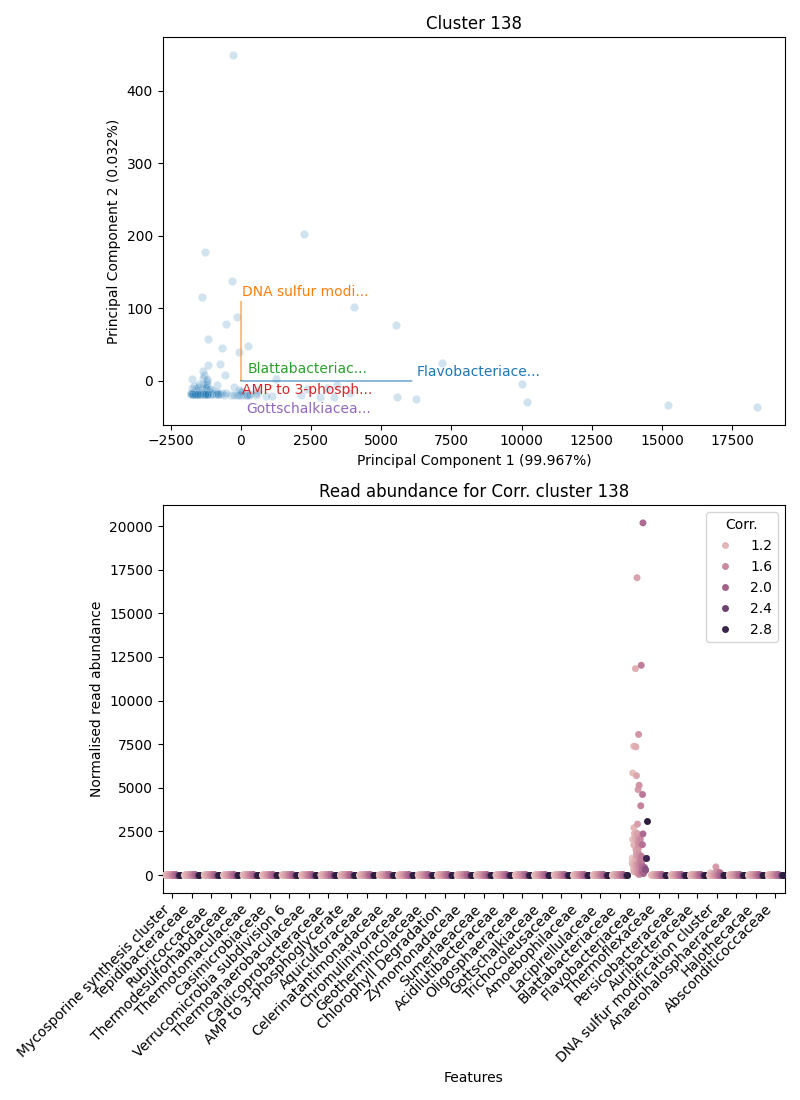 Cluster 138
Principal Component 2 (0.032%)
400
300
200
100
0
DNA sulfur modi...
Blattabacteriac...
Flavobacteriace...
AMP to 3-phosph...
Gottschalkiacea...
−2500
0
2500
5000
7500
10000
12500
15000
17500
Principal Component 1 (99.967%)
Read abundance for Corr. cluster 138
Normalised read abundance
20000
17500
15000
12500
10000
7500
5000
2500
0
Corr.
1.2
1.6
2.0
2.4
2.8
Mycosporine synthesis cluster
Tepidibacteraceae
Rubricoccaceae
Thermodesulforhabdaceae
Thermotomaculaceae
Casimicrobiaceae
Verrucomicrobia subdivision 6
Thermoanaerobaculaceae
Caldicoprobacteraceae
AMP to 3-phosphoglycerate
Aquicultoraceae
Celerinatantimonadaceae
Chromulinivoraceae
Geothermincolaceae
Chlorophyll Degradation
Zymomonadaceae
Sumerlaeaceae
Acidilutibacteraceae
Oligosphaeraceae
Gottschalkiaceae
Trichocoleusaceae
Amoebophilaceae
Lacipirellulaceae
Blattabacteriaceae
Flavobacteriaceae
Thermoflexaceae
Persicobacteraceae
Auribacteraceae
DNA sulfur modification cluster
Anaerohalosphaeraceae
Halothecacae
Absconditicoccaceae
Features